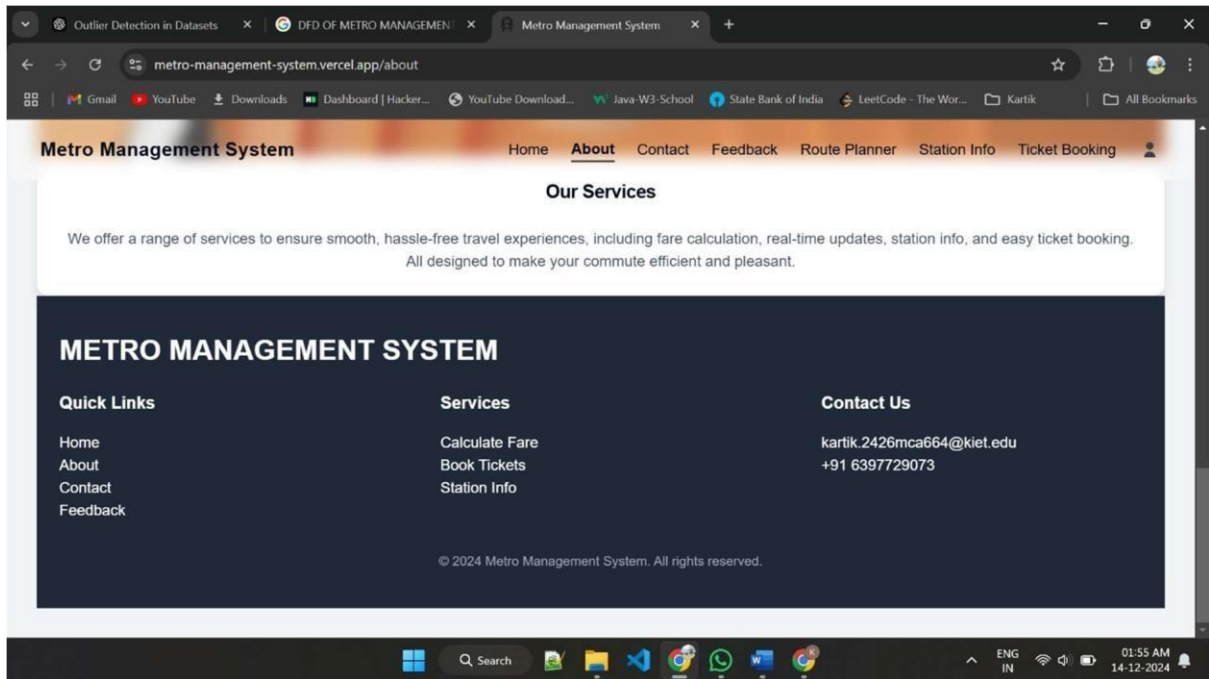 Outlier Detection in Datasets
DFD OF METRO MANAGEMENT
Metro Management System
metro-management-system.vercel.app/about
Gmail YouTube Downloads Dashboard | Hacker... YouTube Download... Java-W3-School State Bank of India LeetCode - The Wor... Kartik All Bookmarks
Metro Management System Home About Contact Feedback Route Planner Station Info Ticket Booking
Our Services
We offer a range of services to ensure smooth, hassle-free travel experiences, including fare calculation, real-time updates, station info, and easy ticket booking.
All designed to make your commute efficient and pleasant.
METRO MANAGEMENT SYSTEM
Quick Links
Home
About
Contact
Feedback
Services
Calculate Fare
Book Tickets
Station Info
Contact Us
kartik.2426mca664@kiet.edu
+91 6397729073
© 2024 Metro Management System. All rights reserved.
Search
ENG
IN
01:55 AM
14-12-2024